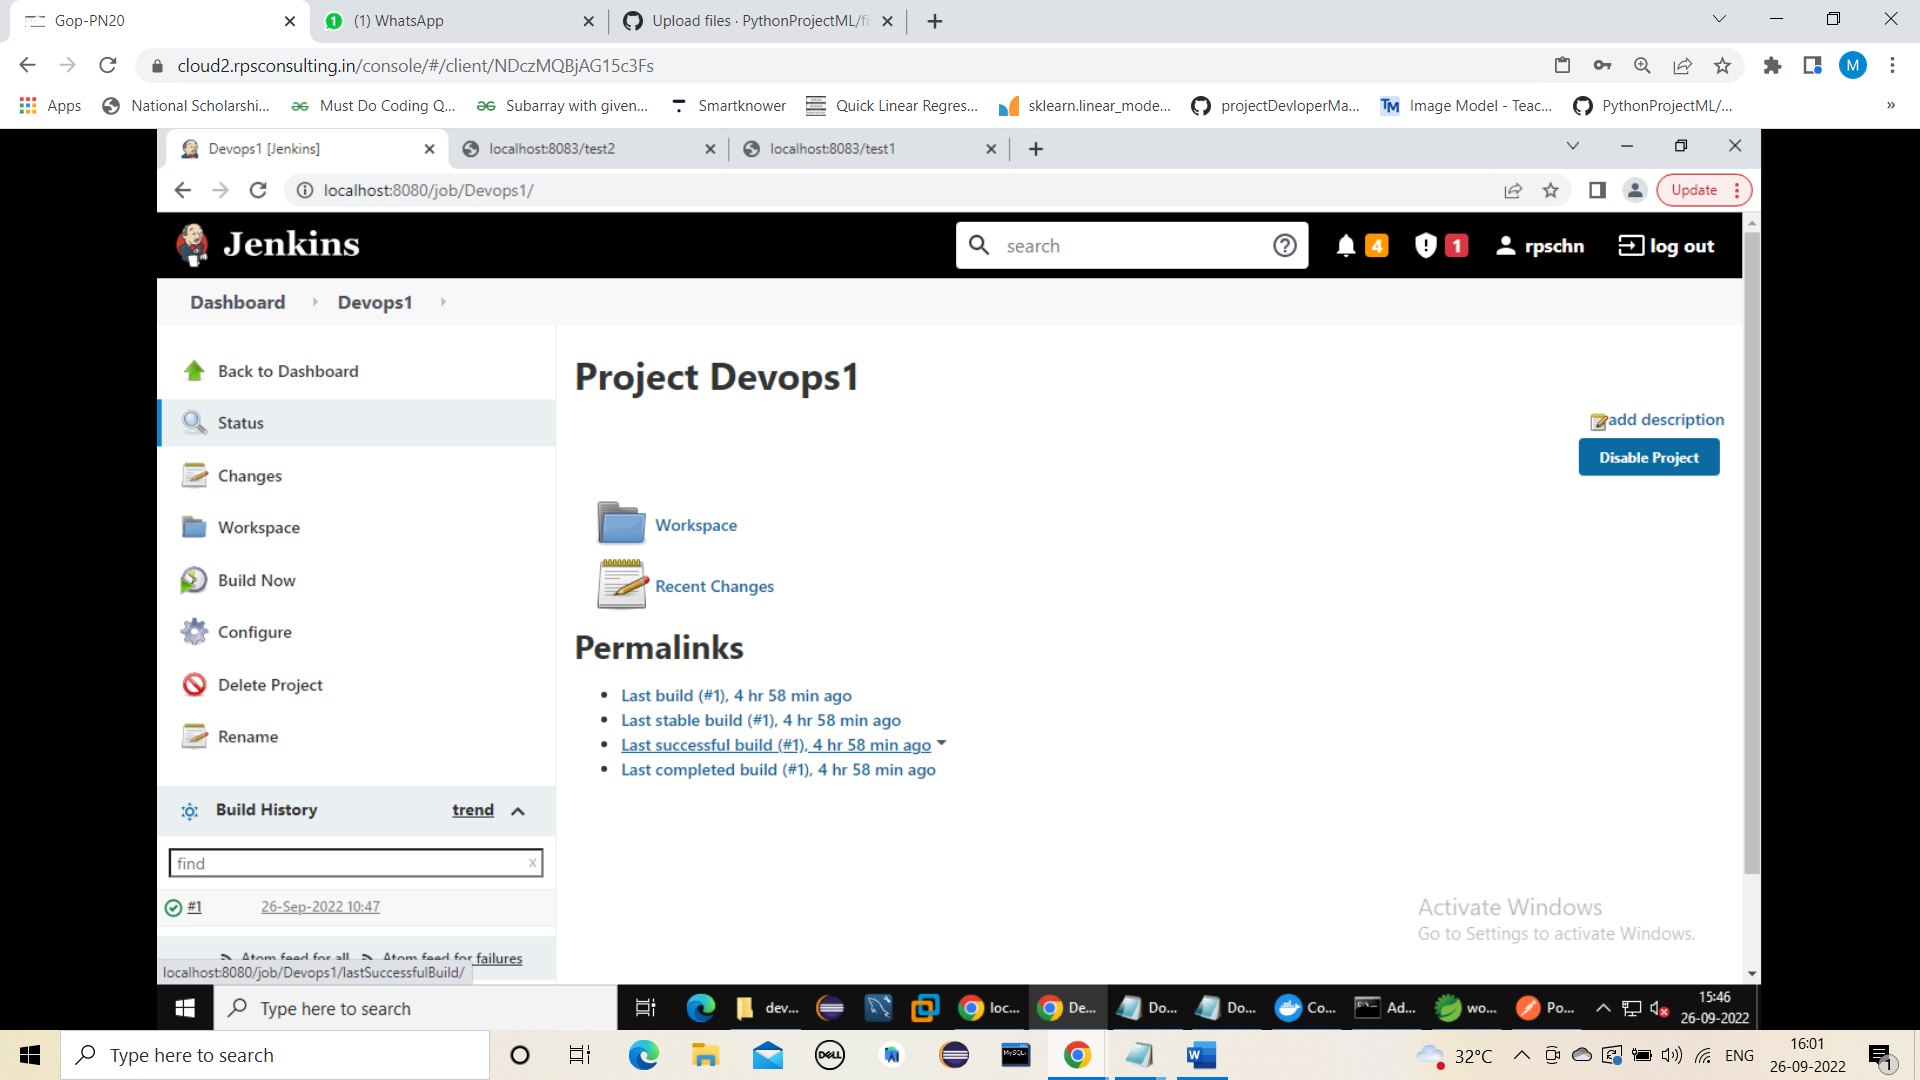 Gop-PN20
(1) WhatsApp
Upload files · PythonProjectML/fi
cloud2.rpsconsulting.in/console/#/client/NDczMQBjAG15c3Fs
M
Apps
National Scholarshi...
Must Do Coding Q...
Subarray with given...
Smartknower
Quick Linear Regres...
sklearn.linear_mode...
projectDevloperMa...
TM
Image Model - Teac...
PythonProjectML/...
»
Devops1 [Jenkins]
localhost:8083/test2
localhost:8083/test1
localhost:8080/job/Devops1/
Update
Jenkins
search
4
1
rpschn
log out
Dashboard
Devops1
Back to Dashboard
Status
Changes
Workspace
Build Now
Configure
Delete Project
Rename
Project Devops1
add description
Disable Project
Workspace
Recent Changes
Permalinks
Last build (#1), 4 hr 58 min ago
Last stable build (#1), 4 hr 58 min ago
Last successful build (#1), 4 hr 58 min ago
Last completed build (#1), 4 hr 58 min ago
Build History
trend
find
x
#1
26-Sep-2022 10:47
Atom feed for all
Atom feed for failures
localhost:8080/job/Devops1/lastSuccessfulBuild/
Activate Windows
Go to Settings to activate Windows.
Type here to search
dev...
loc...
De...
Do...
Do...
Co...
Ad...
wo...
Po...
15:46
26-09-2022
Type here to search
DELL
MySQL
W
32°C
ENG
16:01
26-09-2022
1